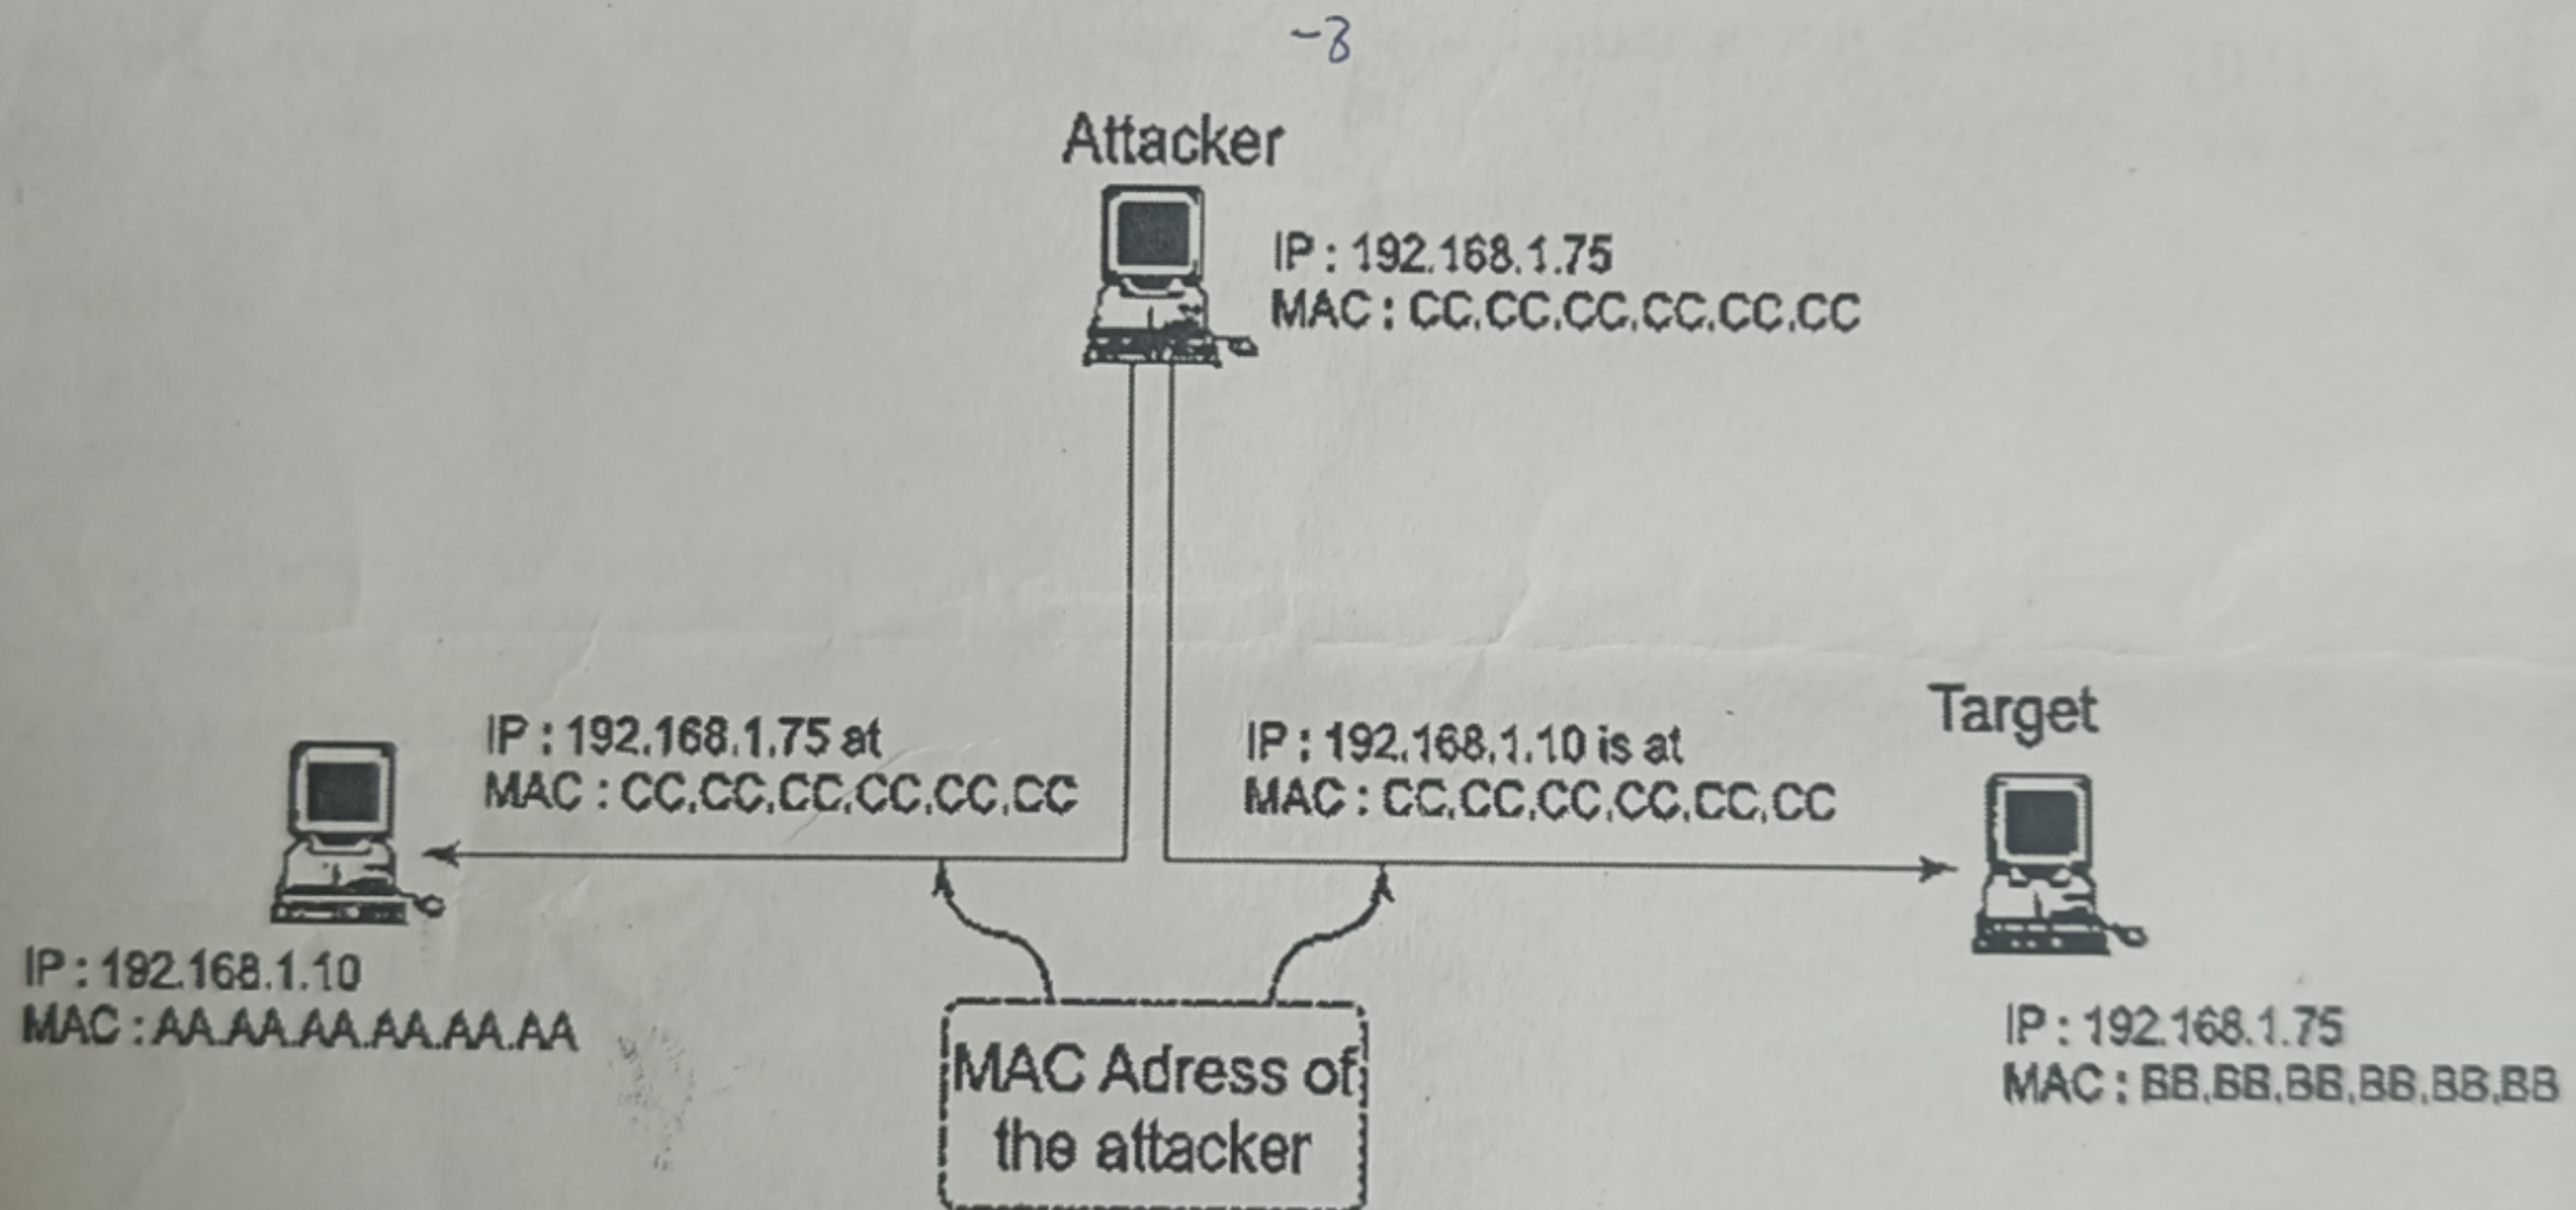 -3
Attacker
IP : 192.168.1.75
MAC : CC.CC.CC.CC.CC.CC
IP : 192.168.1.75 at
MAC : CC.CC.CC.CC.CC.CC
IP : 192.168.1.10 is at
MAC : CC.CC.CC.CC.CC.CC
Target
IP : 192.168.1.10
MAC : AA.AA.AA.AA.AA.AA
IP : 192.168.1.75
MAC : BB.BB.BB.BB.BB.BB
MAC Adress of
the attacker